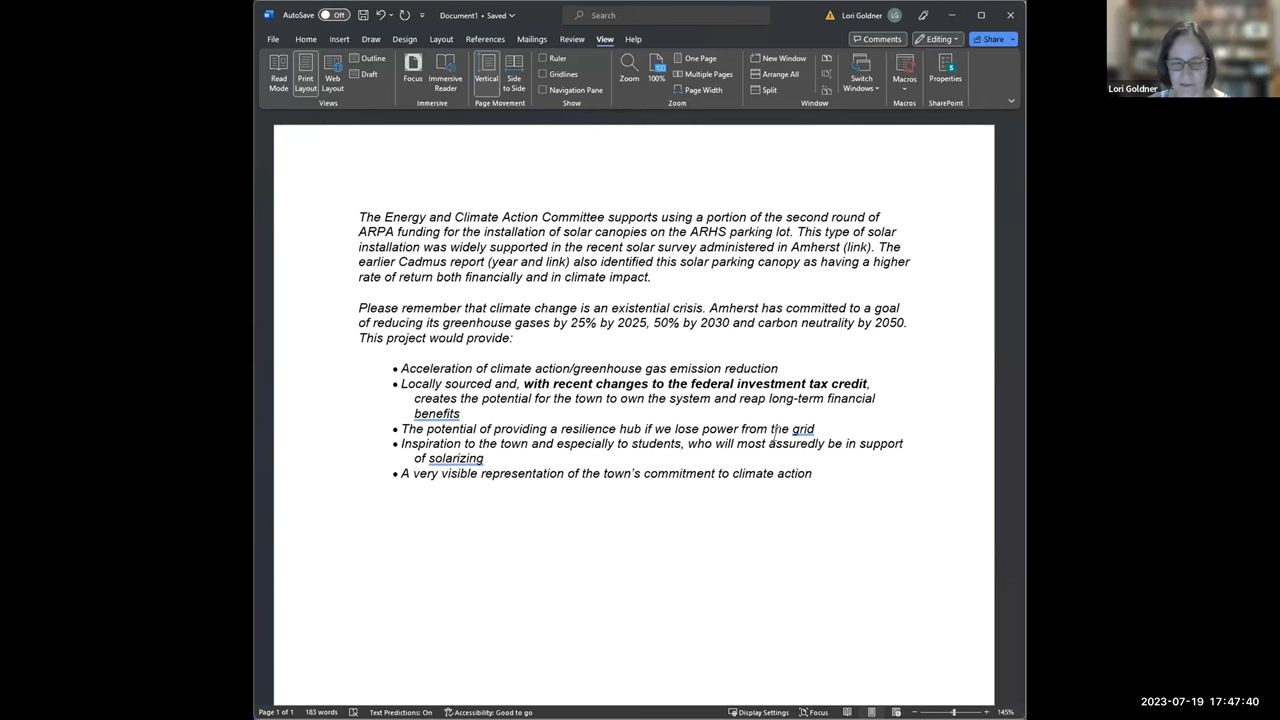 AutoSave Off Document1 • Saved Search Lori Goldner LG
File Home Insert Draw Design Layout References Mailings Review View Help Comments Editing Share
Read Mode Print Layout Web Layout Outline Draft Views
Focus Immersive Reader Immersive
Vertical Side to Side Page Movement
Ruler Gridlines Navigation Pane Show
Zoom 100% One Page Multiple Pages Page Width Zoom
New Window Arrange All Split Switch Windows Window
Macros Macros
Properties SharePoint
Lori Goldner
The Energy and Climate Action Committee supports using a portion of the second round of
ARPA funding for the installation of solar canopies on the ARHS parking lot. This type of solar
installation was widely supported in the recent solar survey administered in Amherst (link). The
earlier Cadmus report (year and link) also identified this solar parking canopy as having a higher
rate of return both financially and in climate impact.
Please remember that climate change is an existential crisis. Amherst has committed to a goal
of reducing its greenhouse gases by 25% by 2025, 50% by 2030 and carbon neutrality by 2050.
This project would provide:
• Acceleration of climate action/greenhouse gas emission reduction
• Locally sourced and, with recent changes to the federal investment tax credit,
creates the potential for the town to own the system and reap long-term financial
benefits
• The potential of providing a resilience hub if we lose power from the grid
• Inspiration to the town and especially to students, who will most assuredly be in support
of solarizing
• A very visible representation of the town's commitment to climate action
Page 1 of 1 183 words Text Predictions: On Accessibility: Good to go Display Settings Focus 145%
2023-07-19 17:47:40